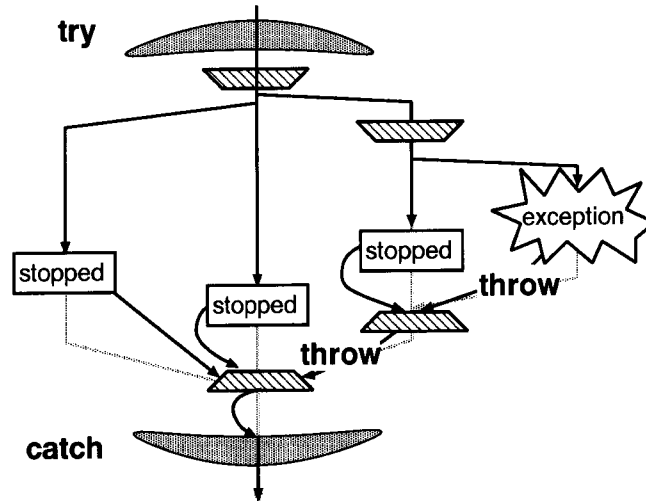 try
exception
stopped
stopped
stopped
throw
throw
catch